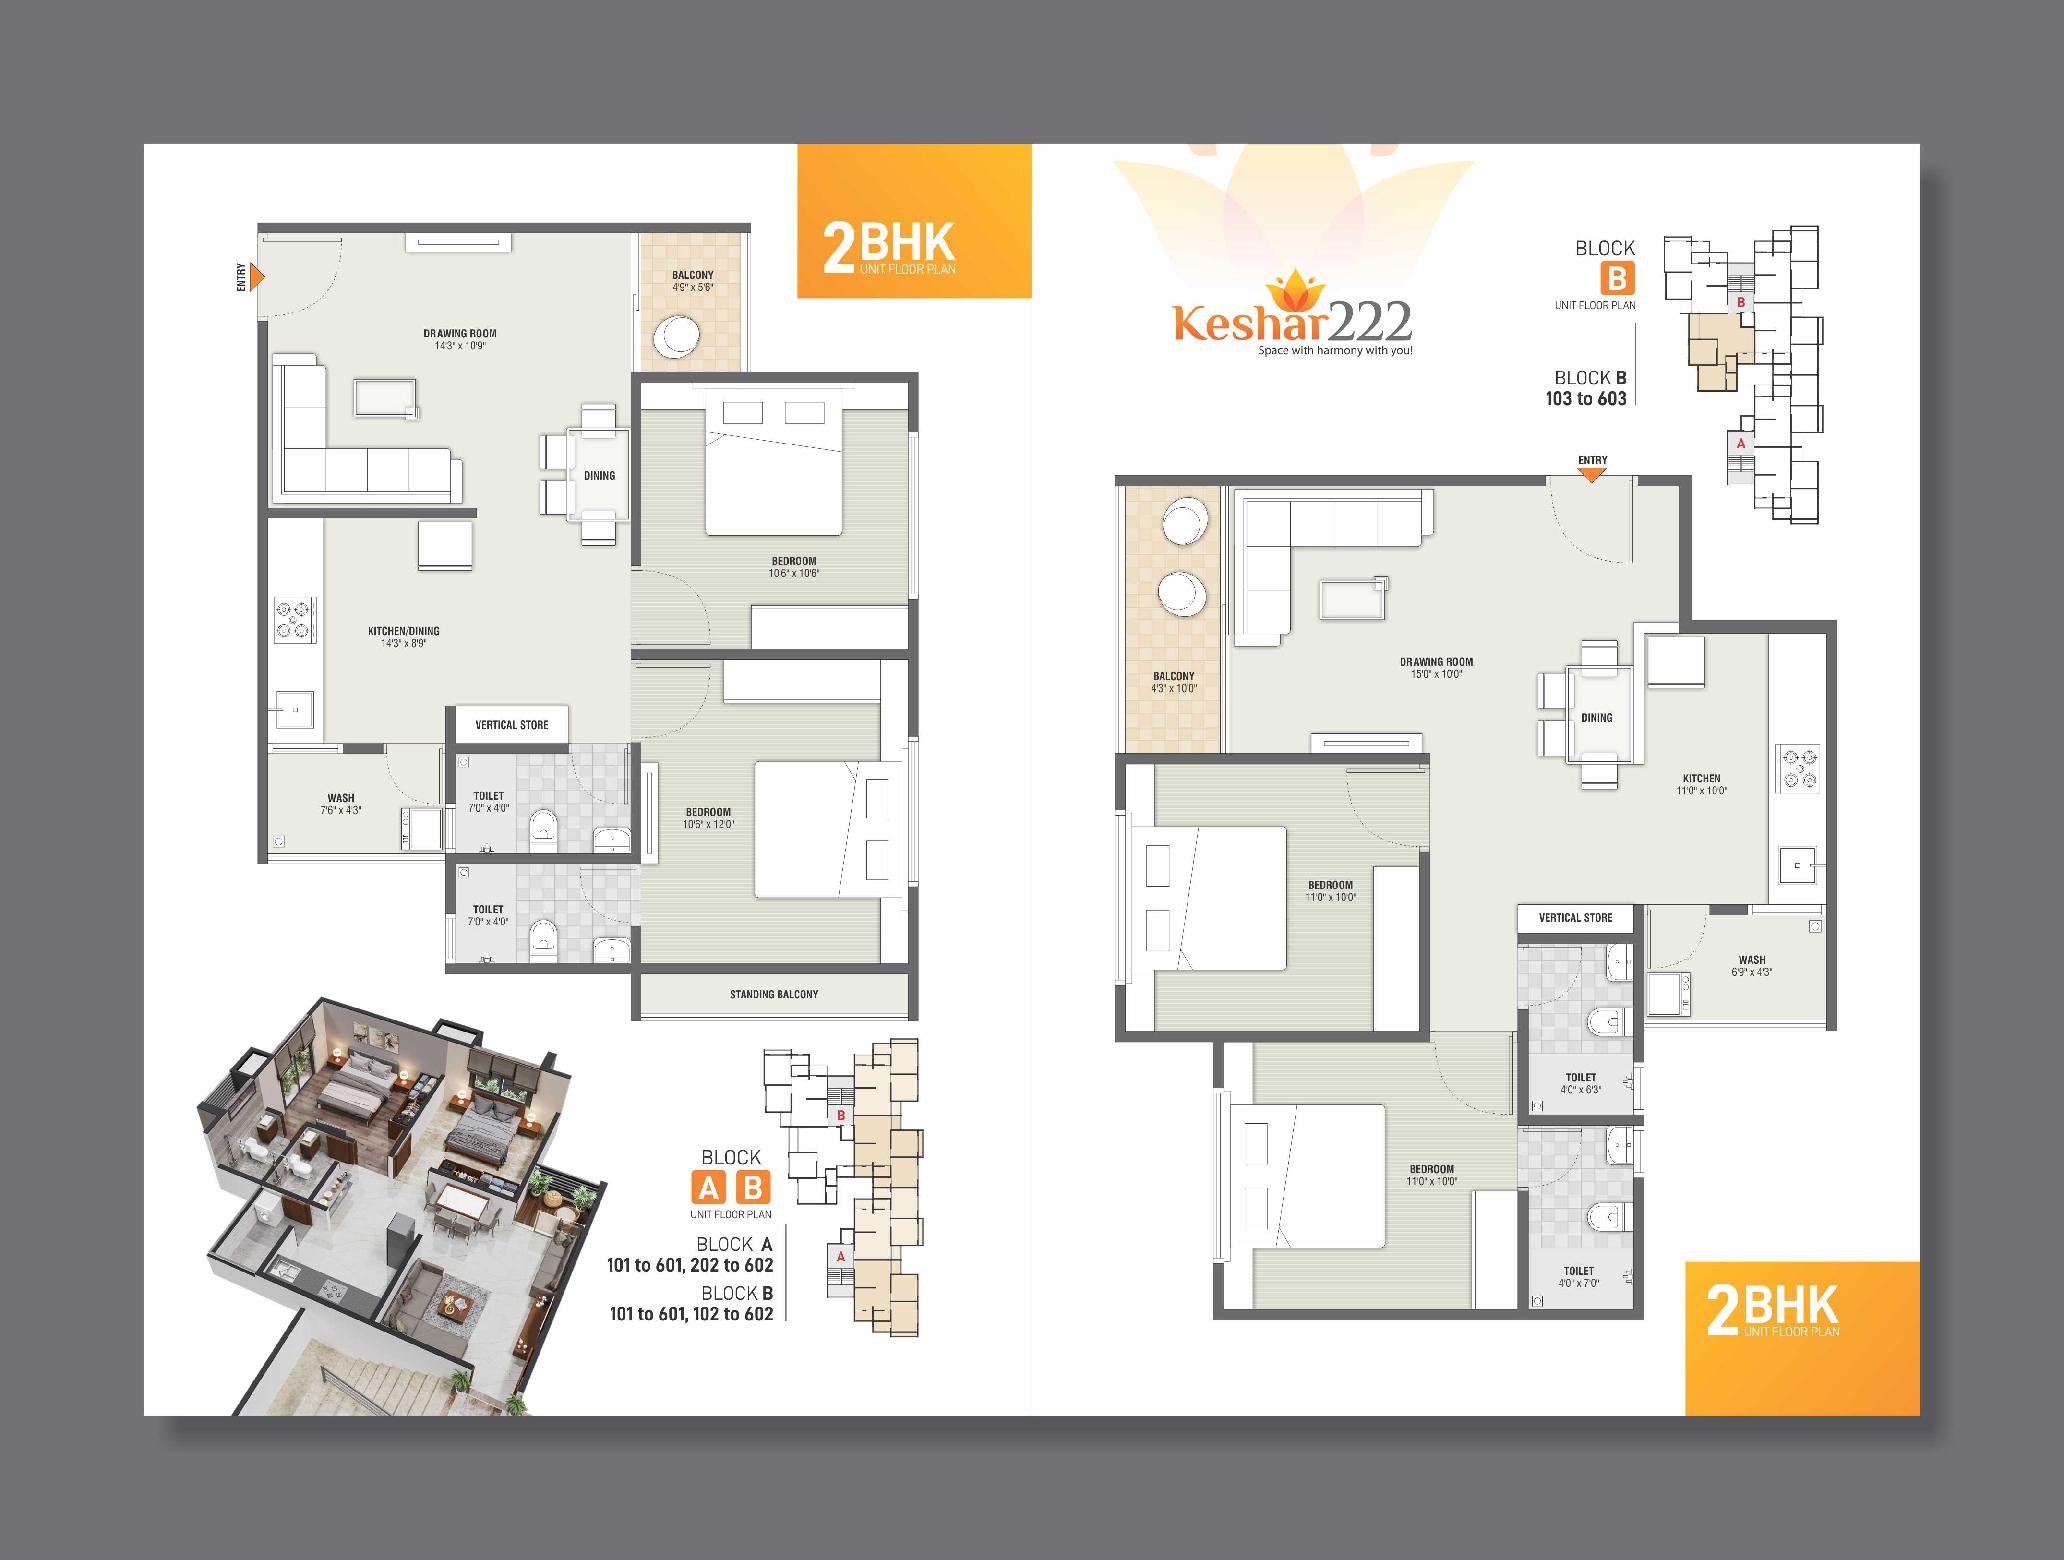 2 BHK
UNIT FLOOR PLAN
ENTRY
BALCONY
4'9" x 5'6"
DRAWING ROOM
14'3" x 10'9"
DINING
BEDROOM
10'6" x 10'6"
KITCHEN/DINING
14'3" x 8'9"
VERTICAL STORE
WASH
7'6" x 4'3"
TOILET
7'0" x 4'0"
BEDROOM
10'6" x 12'0"
TOILET
7'0" x 4'0"
STANDING BALCONY
B
A
BLOCK
A B
UNIT FLOOR PLAN
BLOCK A
101 to 601, 202 to 602
BLOCK B
101 to 601, 102 to 602
Keshar222
Space with harmony with you!
BLOCK
B
UNIT FLOOR PLAN
BLOCK B
103 to 603
B
A
ENTRY
DRAWING ROOM
15'0" x 10'0"
BALCONY
4'3" x 10'0"
DINING
KITCHEN
11'0" x 10'0"
BEDROOM
11'0" x 10'0"
VERTICAL STORE
WASH
6'9" x 4'3"
TOILET
4'0" x 6'3"
BEDROOM
11'0" x 10'0"
TOILET
4'0" x 7'0"
2 BHK
UNIT FLOOR PLAN